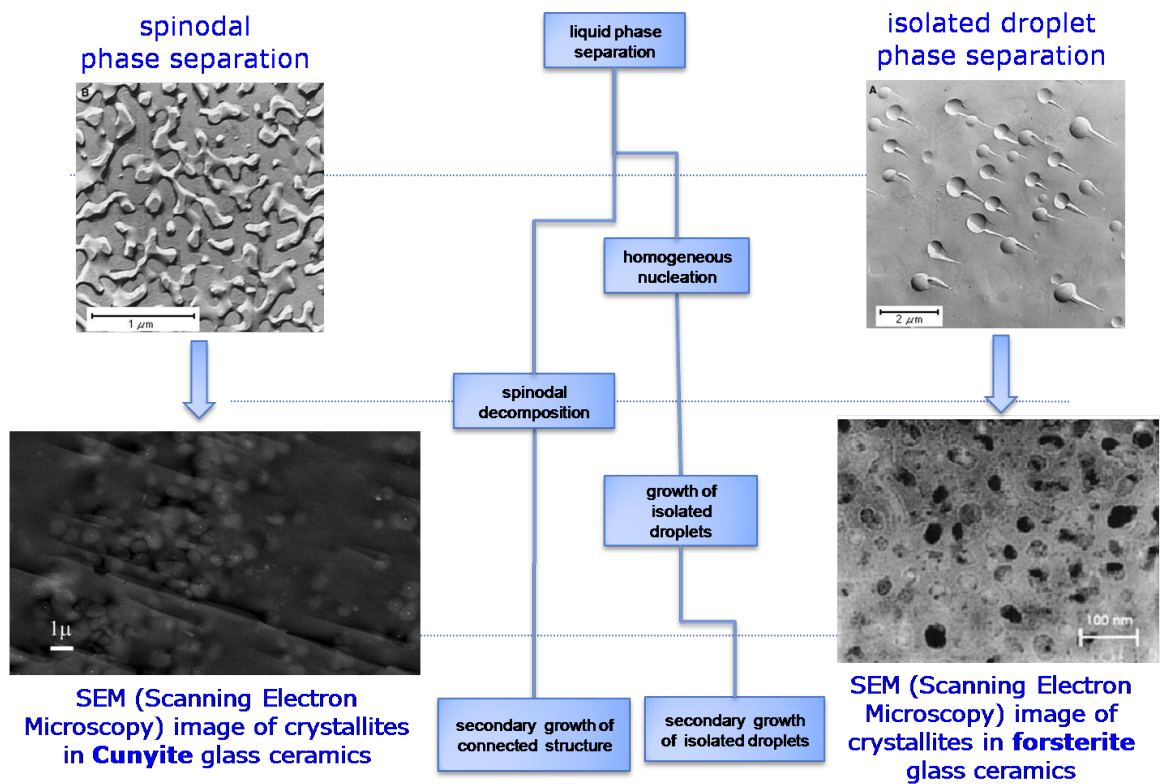 spinodal
phase separation
liquid phase
separation
isolated droplet
phase separation
B
1 μm
A
2 μm
homogeneous
nucleation
spinodal
decomposition
growth of
isolated
droplets
1μ
100 nm
SEM (Scanning Electron
Microscopy) image of crystallites
in Cunyite glass ceramics
secondary growth of
connected structure
secondary growth
of isolated droplets
SEM (Scanning Electron
Microscopy) image of
crystallites in forsterite
glass ceramics